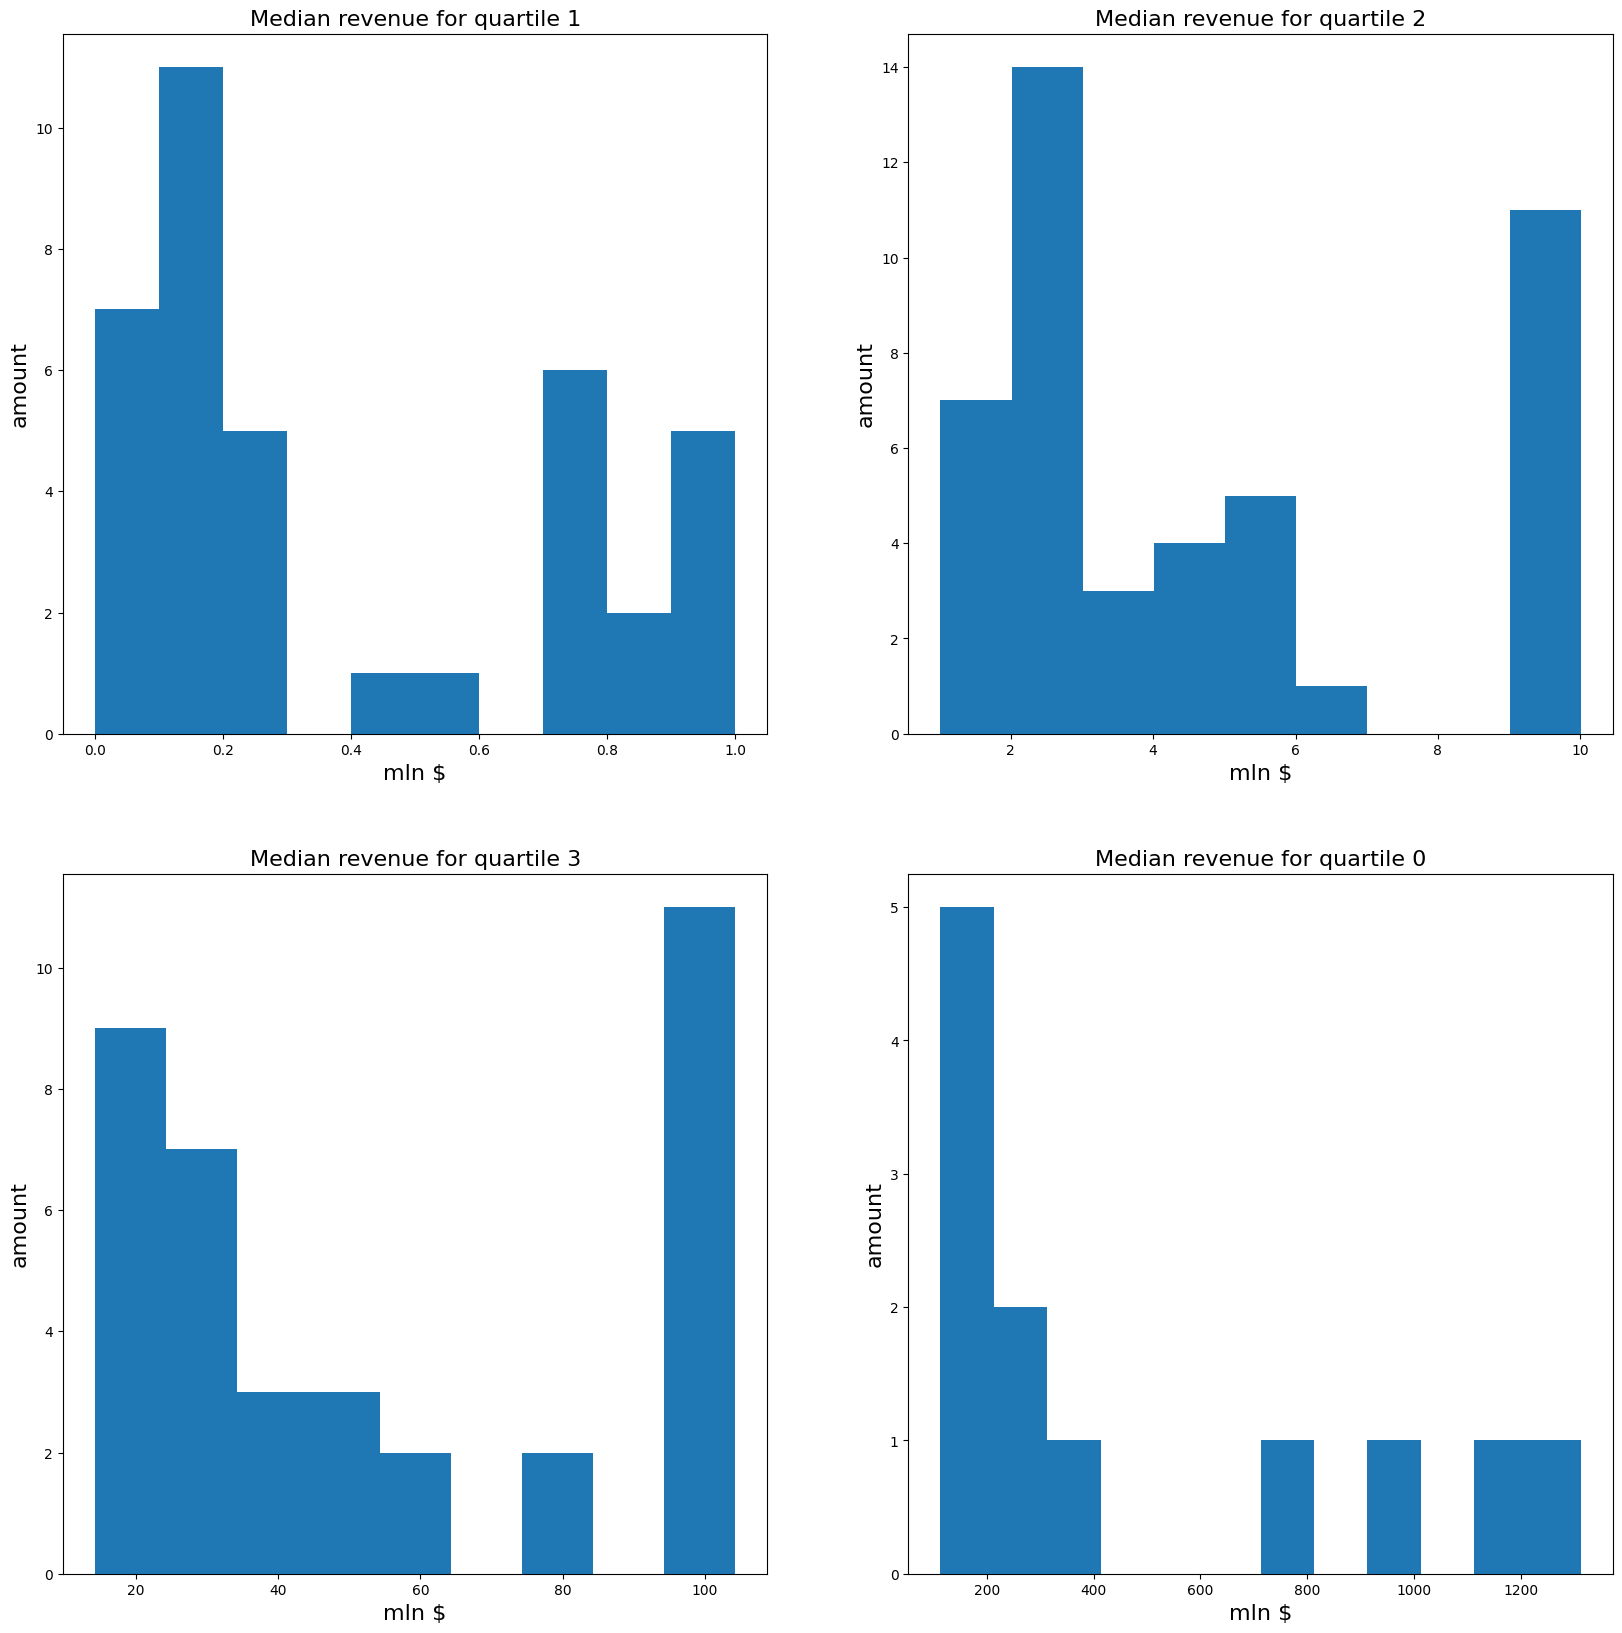 Median revenue for quartile 1
amount
10
8
6
4
2
0
0.0 0.2 0.4 0.6 0.8 1.0
mln $
Median revenue for quartile 2
amount
14
12
10
8
6
4
2
0
2 4 6 8 10
mln $
Median revenue for quartile 3
amount
10
8
6
4
2
0
20 40 60 80 100
mln $
Median revenue for quartile 0
amount
5
4
3
2
1
0
200 400 600 800 1000 1200
mln $